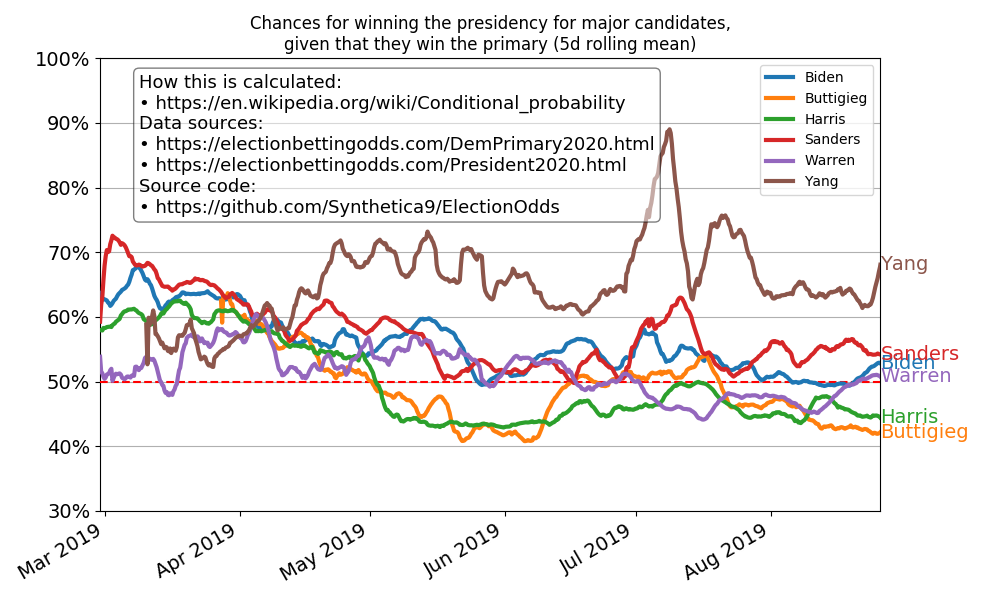 Chances for winning the presidency for major candidates,
given that they win the primary (5d rolling mean)
100%
90%
80%
70%
60%
50%
40%
30%
How this is calculated:
• https://en.wikipedia.org/wiki/Conditional_probability
Data sources:
• https://electionbettingodds.com/DemPrimary2020.html
• https://electionbettingodds.com/President2020.html
Source code:
• https://github.com/Synthetica9/ElectionOdds
Biden
Buttigieg
Harris
Sanders
Warren
Yang
Yang
Sanders
Biden
Warren
Harris
Buttigieg
Mar 2019
Apr 2019
May 2019
Jun 2019
Jul 2019
Aug 2019